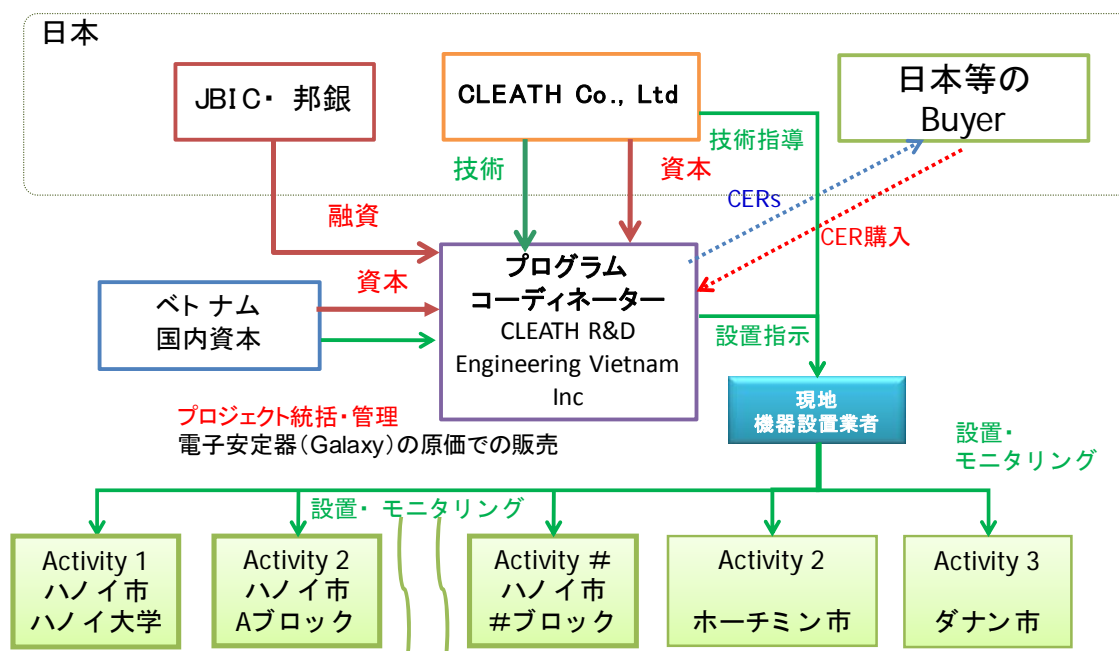 日本
JBIC・ 邦銀
CLEATH Co., Ltd
日本等の
Buyer
技術
資本
技術指導
融資
CERs
CER購入
資本
ベトナム
国内資本
プログラム
コーディネーター
CLEATH R&D
Engineering Vietnam
Inc
設置指示
現地
機器設置業者
プロジェクト統括・管理
電子安定器（Galaxy）の原価での販売
設置・
モニタリング
設置・ モニタリング
Activity 1
ハノイ市
ハノイ大学
Activity 2
ハノイ市
Aブロック
Activity #
ハノイ市
#ブロック
Activity 2
ホーチミン市
Activity 3
ダナン市